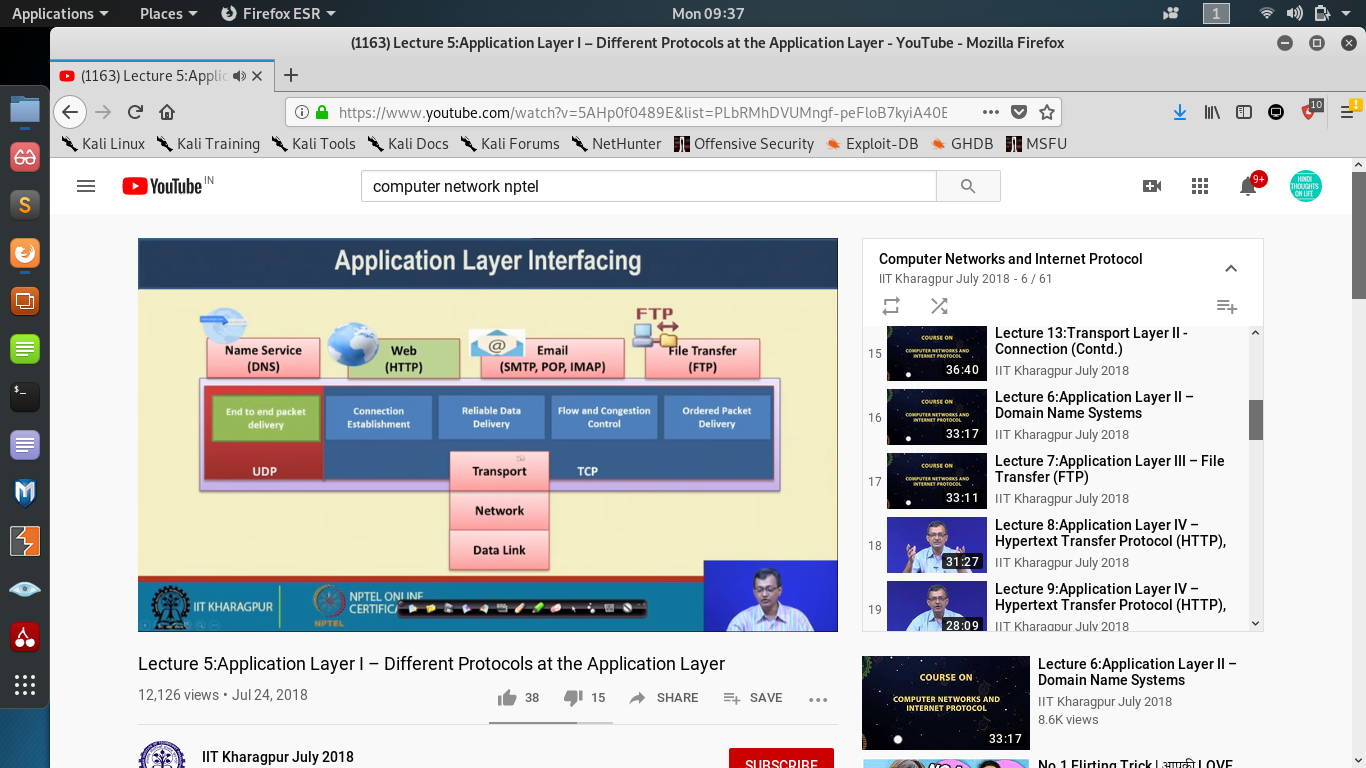 Applications
Places
Firefox ESR
Mon 09:37
1
(1163) Lecture 5:Application Layer I – Different Protocols at the Application Layer - YouTube - Mozilla Firefox
(1163) Lecture 5:Applic
https://www.youtube.com/watch?v=5AHp0f0489E&list=PLbRMhDVUMngf-peFloB7kyiA40E
10
Kali Linux
Kali Training
Kali Tools
Kali Docs
Kali Forums
NetHunter
Offensive Security
Exploit-DB
GHDB
MSFU
YouTube IN
computer network nptel
9+
HINDI
THOUGHTS
ON LIFE
Application Layer Interfacing
Name Service
(DNS)
Web
(HTTP)
@
Email
(SMTP, POP, IMAP)
FTP
File Transfer
(FTP)
End to end packet
delivery
Connection
Establishment
Reliable Data
Delivery
Flow and Congestion
Control
Ordered Packet
Delivery
UDP
Transport
TCP
Network
Data Link
IIT KHARAGPUR
NPTEL
NPTEL ONLINE
CERTIFICA
Computer Networks and Internet Protocol
IIT Kharagpur July 2018 - 6 / 61
15
COURSE ON
COMPUTER NETWORKS AND
INTERNET PROTOCOL
36:40
Lecture 13:Transport Layer II -
Connection (Contd.)
IIT Kharagpur July 2018
16
COURSE ON
COMPUTER NETWORKS AND
INTERNET PROTOCOL
33:17
Lecture 6:Application Layer II –
Domain Name Systems
IIT Kharagpur July 2018
17
COURSE ON
COMPUTER NETWORKS AND
INTERNET PROTOCOL
33:11
Lecture 7:Application Layer III – File
Transfer (FTP)
IIT Kharagpur July 2018
18
31:27
Lecture 8:Application Layer IV –
Hypertext Transfer Protocol (HTTP),
IIT Kharagpur July 2018
19
28:09
Lecture 9:Application Layer IV –
Hypertext Transfer Protocol (HTTP),
IIT Kharagpur July 2018
Lecture 5:Application Layer I – Different Protocols at the Application Layer
12,126 views • Jul 24, 2018
38
15
SHARE
SAVE
IIT Kharagpur July 2018
SUBSCRIBE
COURSE ON
COMPUTER NETWORKS AND
INTERNET PROTOCOL
33:17
Lecture 6:Application Layer II –
Domain Name Systems
IIT Kharagpur July 2018
8.6K views
No 1 Flirting Trick | आपकी LOVE